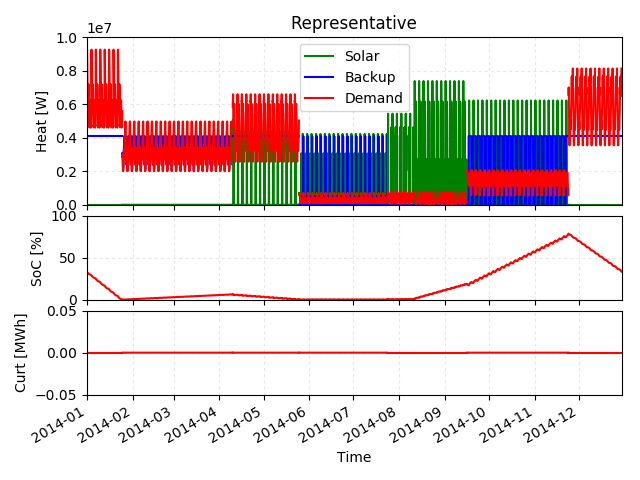 Representative
1e7
1.0
0.8
0.6
0.4
0.2
0.0
Heat [W]
Solar
Backup
Demand
100
50
0
SoC [%]
0.05
0.00
−0.05
Curt [MWh]
2014-01
2014-02
2014-03
2014-04
2014-05
2014-06
2014-07
2014-08
2014-09
2014-10
2014-11
2014-12
Time